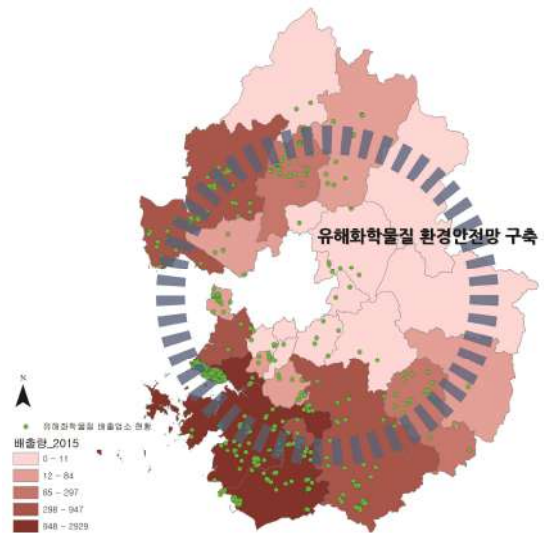 유해화학물질 환경안전망 구축
N
유해화학물질 배출업소 현황
배출량_2015
0 - 11
12 - 84
85 - 297
298 - 947
948 - 2929